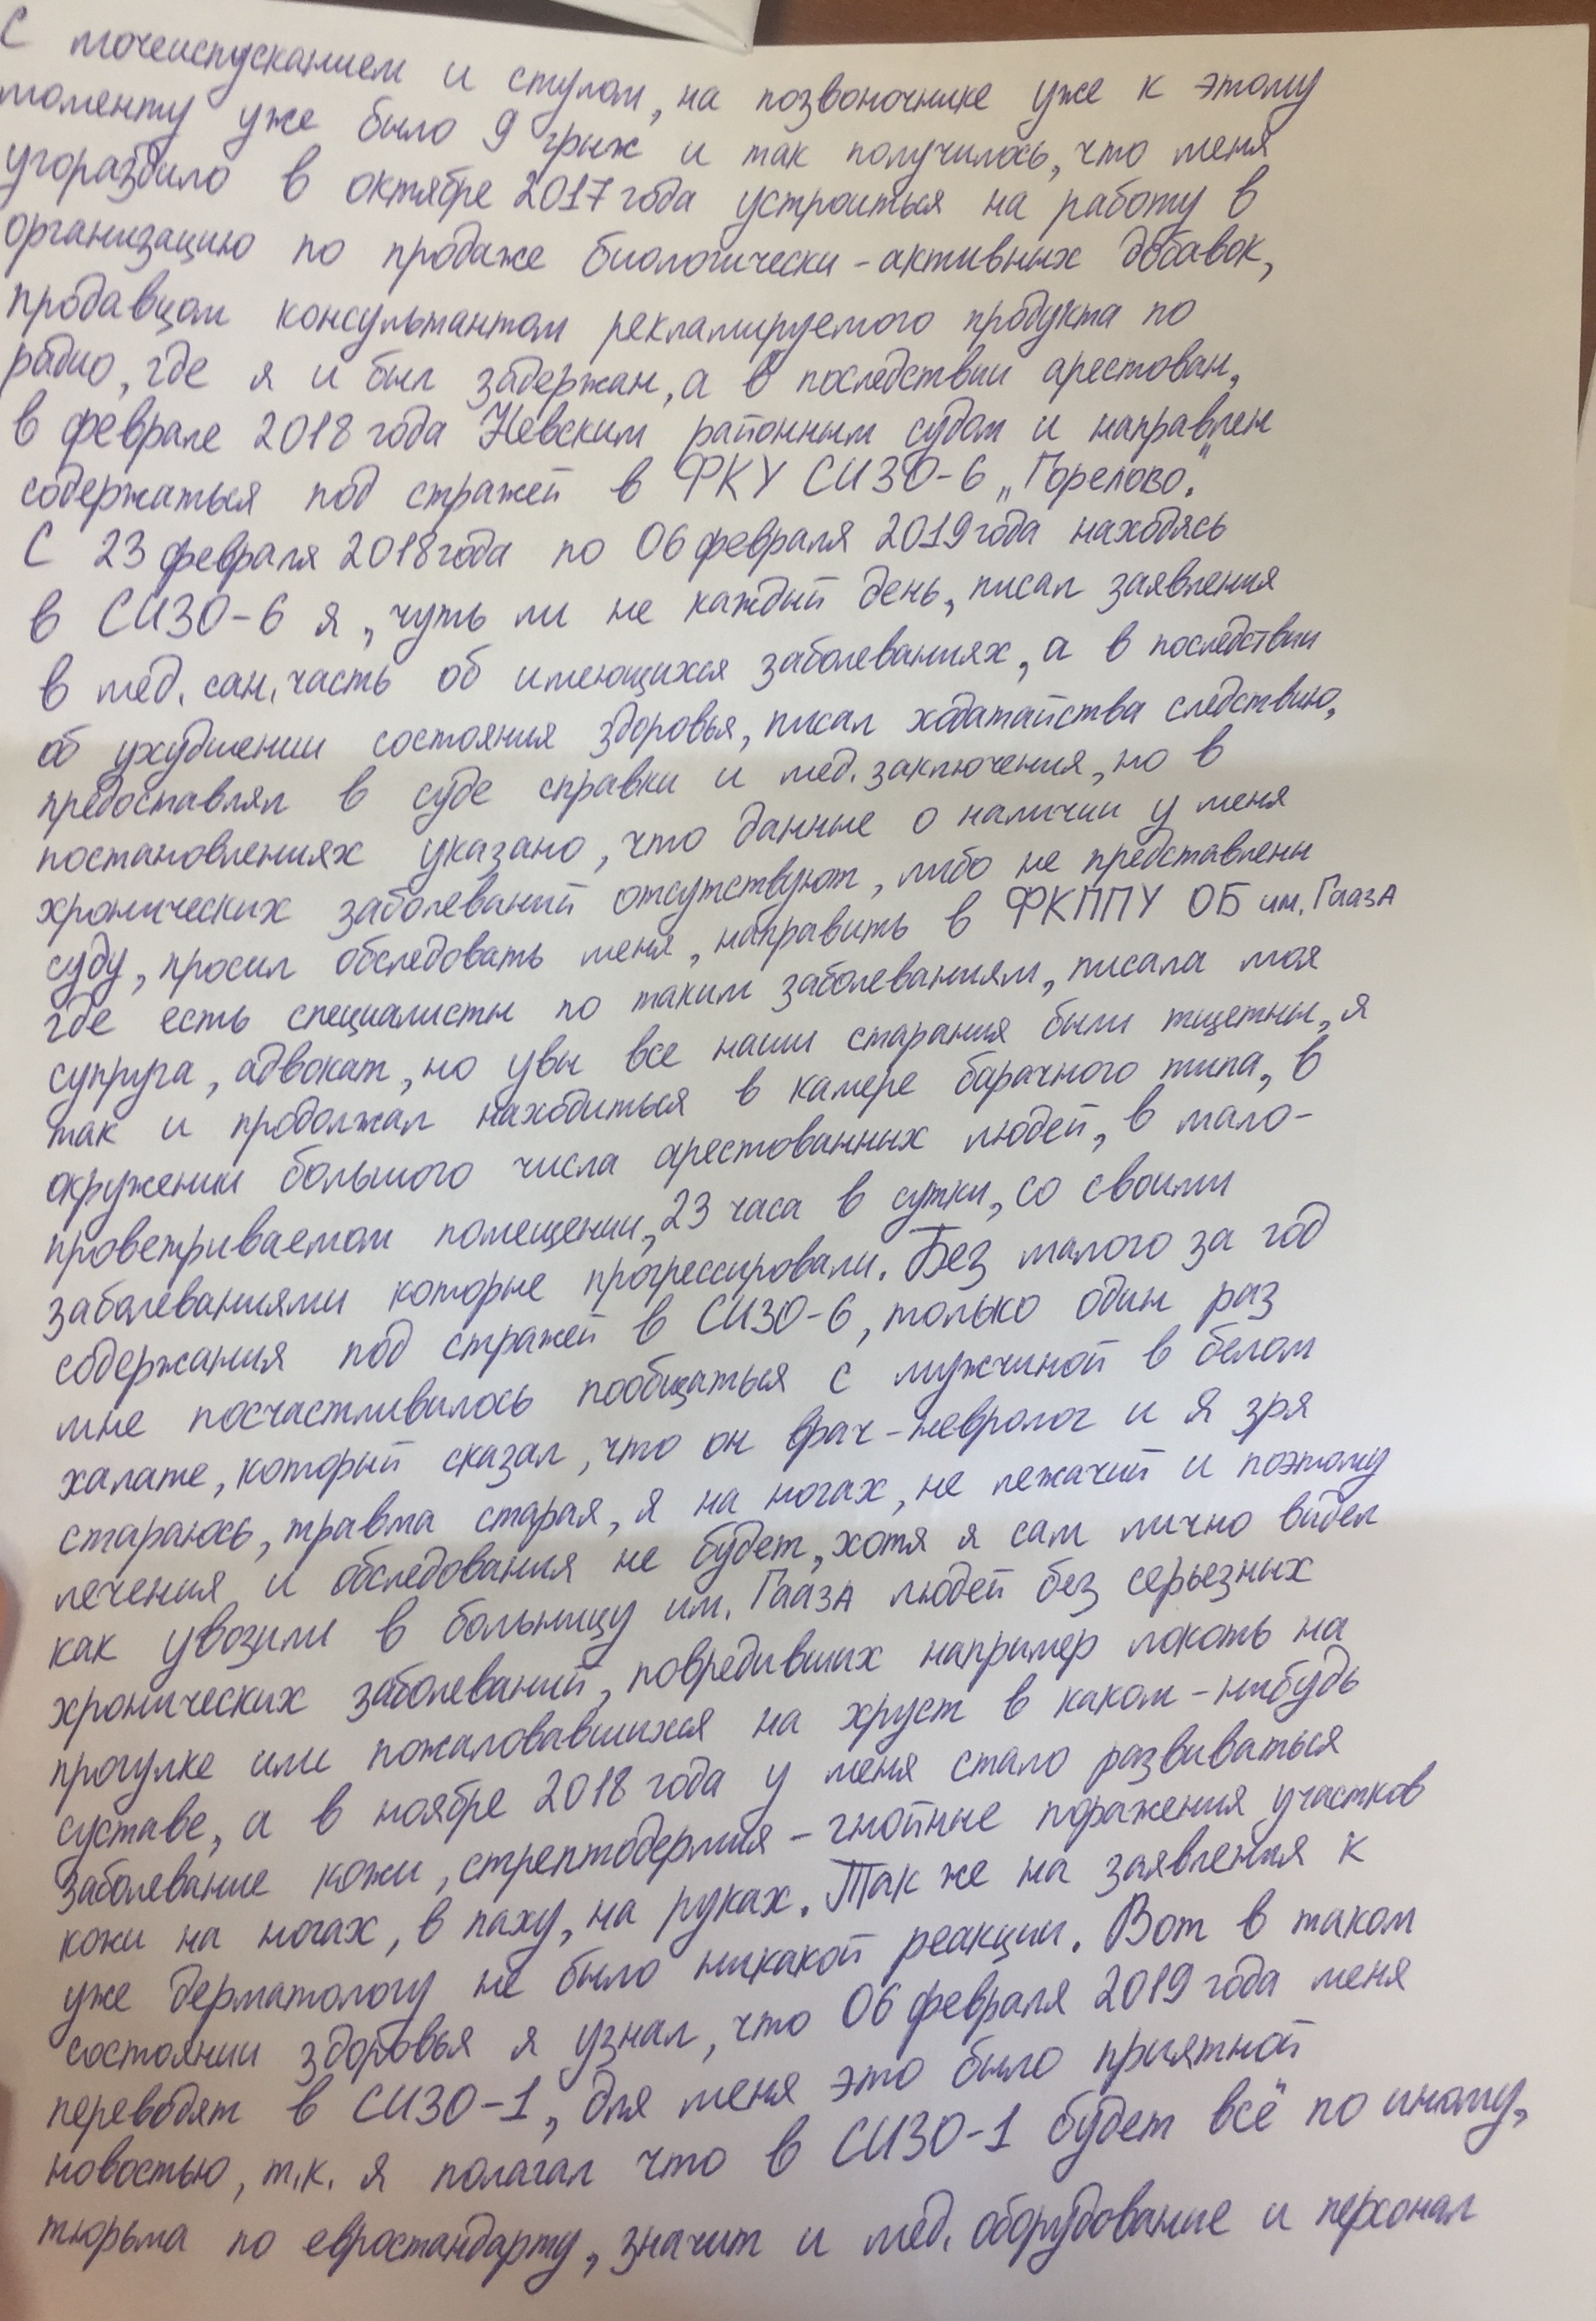 С мочеиспусканием и стулом, на позвоночнике уже к этому
моменту уже было 9 грыж и так получилось, что меня
угораздило в октябре 2017 года устроиться на работу в
организацию по продаже биологически-активных добавок,
продавцом консультантом рекламируемого продукта по
радио, где я и был задержан, а в последствии арестован,
в феврале 2018 года Невским районным судом и направлен
содержаться под стражей в ФКУ СИЗО-6 „Горелово".
С 23 февраля 2018 года по 06 февраля 2019 года находясь
в СИЗО-6 я, чуть ли не каждый день, писал заявления
в мед. сан. часть об имеющихся заболеваниях, а в последствии
об ухудшении состояния здоровья, писал ходатайства следствию,
предоставлял в суде справки и мед. заключения, но в
постановлениях указано, что данные о наличии у меня
хронических заболеваний отсутствуют, либо не представлены
суду, просил обследовать меня, направить в ФКППУ ОБ им. ГаазА
где есть специалисты по таким заболеваниям, писала моя
супруга, адвокат, но увы все наши старания были тщетны, я
так и продолжал находиться в камере барачного типа, в
окружении большого числа арестованных людей, в мало-
проветриваемом помещении, 23 часа в сутки, со своими
заболеваниями которые прогрессировали. Без малого за год
содержания под стражей в СИЗО-6, только один раз
мне посчастливилось пообщаться с мужчиной в белом
халате, который сказал, что он врач-невролог и я зря
стараюсь, травма старая, я на ногах, не лежачий и поэтому
лечения и обследования не будет, хотя я сам лично видел
как увозили в больницу им. ГаазА людей без серьезных
хронических заболеваний, повредивших например локоть на
прогулке или пожаловавшихся на хруст в каком-нибудь
суставе, а в ноябре 2018 года у меня стало развиваться
заболевание кожи, стрептодермия - гнойные поражения участков
кожи на ногах, в паху, на руках. Так же на заявления к
уже дерматологу не было никакой реакции. Вот в таком
состоянии здоровья я узнал, что 06 февраля 2019 года меня
переводят в СИЗО-1, для меня это было приятной
новостью, т.к. я полагал что в СИЗО-1 будет всё по иному,
тюрьма по евростандарту, значит и мед. оборудование и персонал